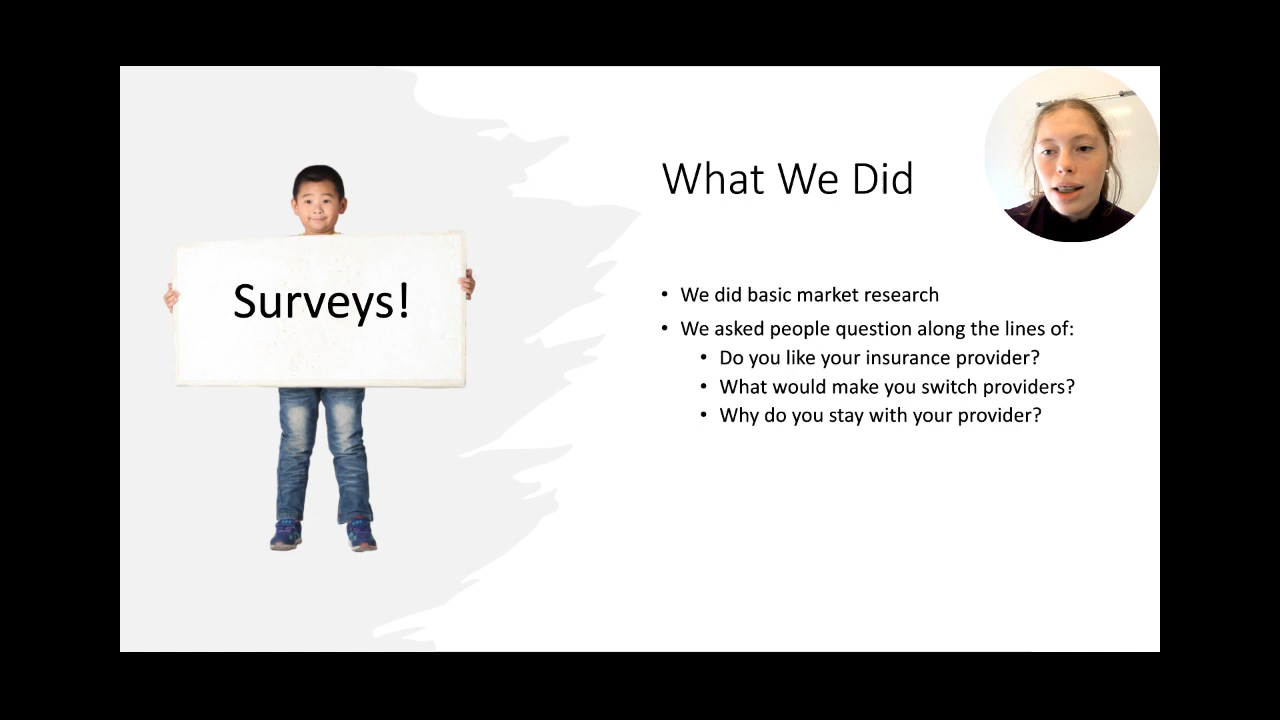 What We Did
Surveys!
• We did basic market research
• We asked people question along the lines of:
• Do you like your insurance provider?
• What would make you switch providers?
• Why do you stay with your provider?